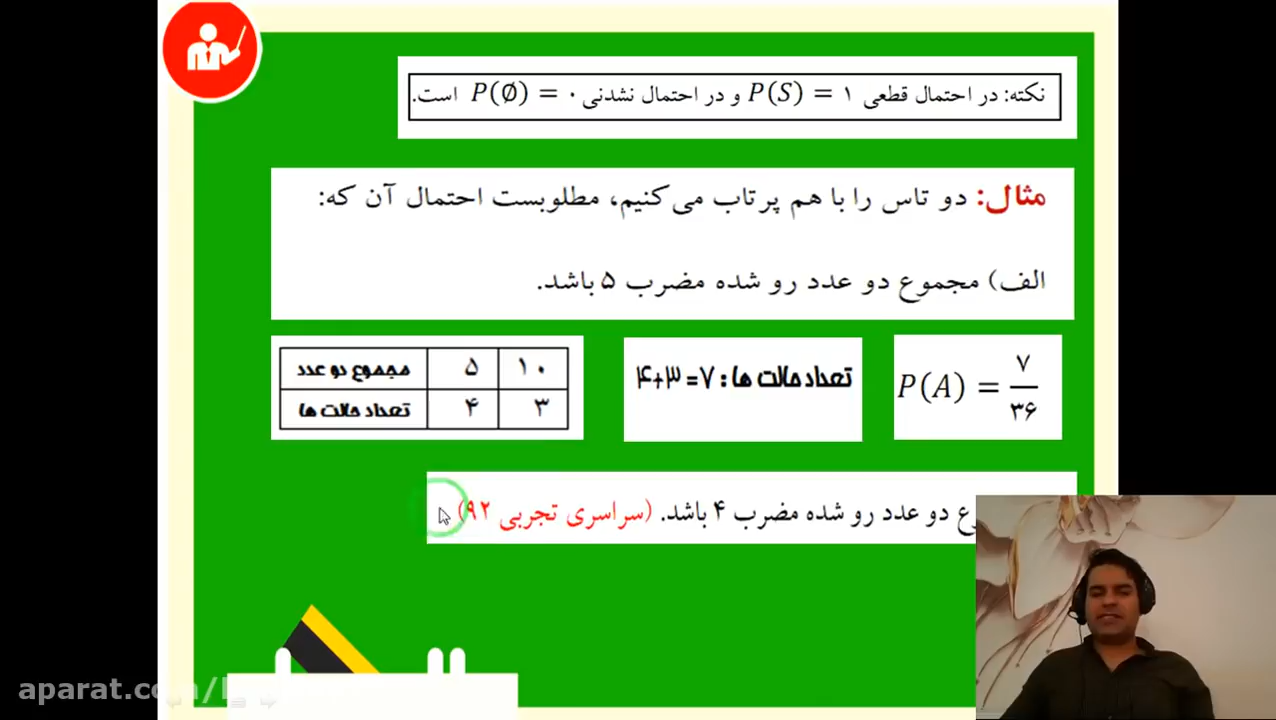 نکته: در احتمال قطعی P(S) = ۱ و در احتمال نشدنی P(∅) = ۰ است.
مثال: دو تاس را با هم پرتاب می‌کنیم، مطلوبست احتمال آن که:
الف) مجموع دو عدد رو شده مضرب ۵ باشد.
P(A) = ۷/۳۶
تعداد حالت ها : ۷=۳+۴
مجموع دو عدد ۵ ۱۰
تعداد حالت ها ۴ ۳
دو عدد رو شده مضرب ۴ باشد. (سراسری تجربی ۹۲)
aparat.com/